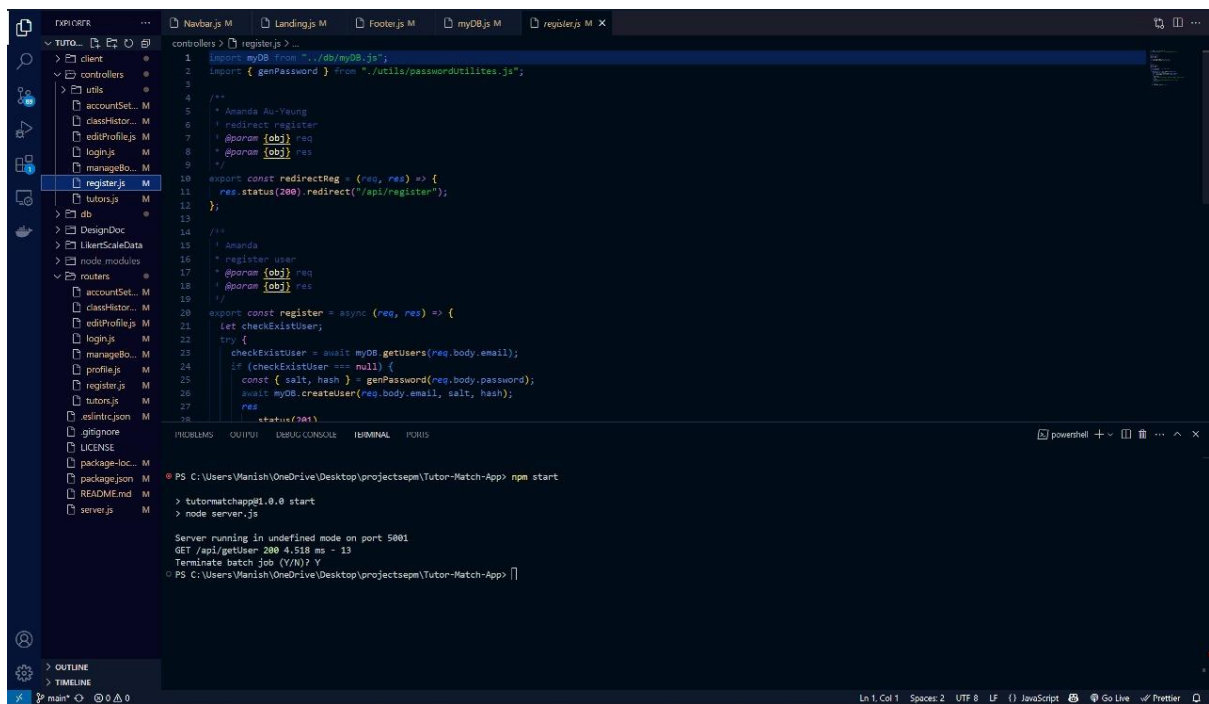 EXPLORER ...
Navbar.js M Landing.js M Footer.js M myDB.js M register.js M ×
TUTO...
controllers > register.js > ...
> client
controllers
> utils
accountSet... M
classHistor... M
editProfile.js M
login.js M
manageBo... M
register.js M
tutors.js M
> db
> DesignDoc
> LikertScaleData
> node modules
routers
accountSet... M
classHistor... M
editProfile.js M
login.js M
manageBo... M
profile.js M
register.js M
tutors.js M
.eslintrc.json M
.gitignore
LICENSE
package-loc... M
package.json M
README.md M
server.js M
> OUTLINE
> TIMELINE
1 import myDB from "../db/myDB.js";
2 import { genPassword } from "./utils/passwordUtilites.js";
3
4 /**
5 * Amanda Au-Yeung
6 * redirect register
7 * @param {obj} req
8 * @param {obj} res
9 */
10 export const redirectReg = (req, res) => {
11 res.status(200).redirect("/api/register");
12 };
13
14 /**
15 * Amanda
16 * register user
17 * @param {obj} req
18 * @param {obj} res
19 */
20 export const register = async (req, res) => {
21 let checkExistUser;
22 try {
23 checkExistUser = await myDB.getUsers(req.body.email);
24 if (checkExistUser === null) {
25 const { salt, hash } = genPassword(req.body.password);
26 await myDB.createUser(req.body.email, salt, hash);
27 res
28 .status(201)
PROBLEMS OUTPUT DEBUG CONSOLE TERMINAL PORTS
powershell
PS C:\Users\Manish\OneDrive\Desktop\projectsepm\Tutor-Match-App> npm start
> tutormatchapp@1.0.0 start
> node server.js
Server running in undefined mode on port 5001
GET /api/getUser 200 4.518 ms - 13
Terminate batch job (Y/N)? Y
PS C:\Users\Manish\OneDrive\Desktop\projectsepm\Tutor-Match-App>
main* 0 0
Ln 1, Col 1 Spaces: 2 UTF 8 LF {} JavaScript Go Live Prettier